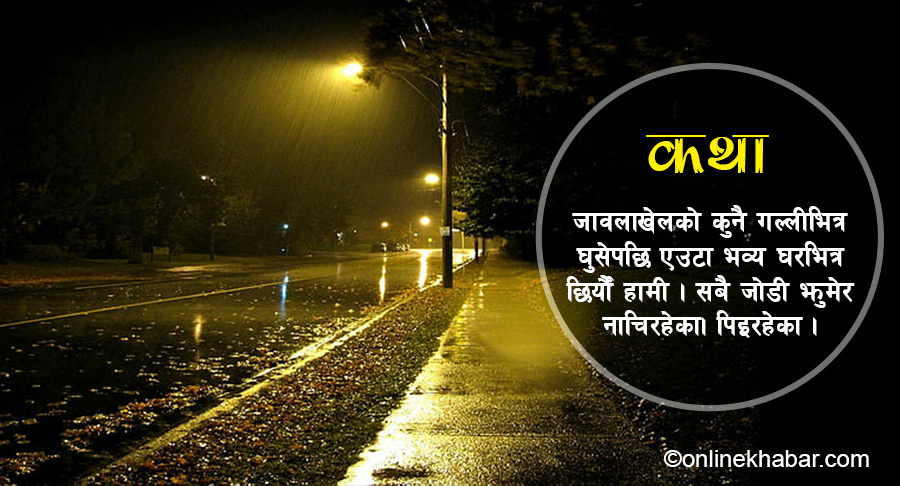 कथा
जावलाखेलको कुनै गल्लीभित्र
घुसेपछि एउटा भव्य घरभित्र
छियौँ हामी । सबै जोडी झुमेर
नाचिरहेका। पिइरहेका ।
©onlinekhabar.com